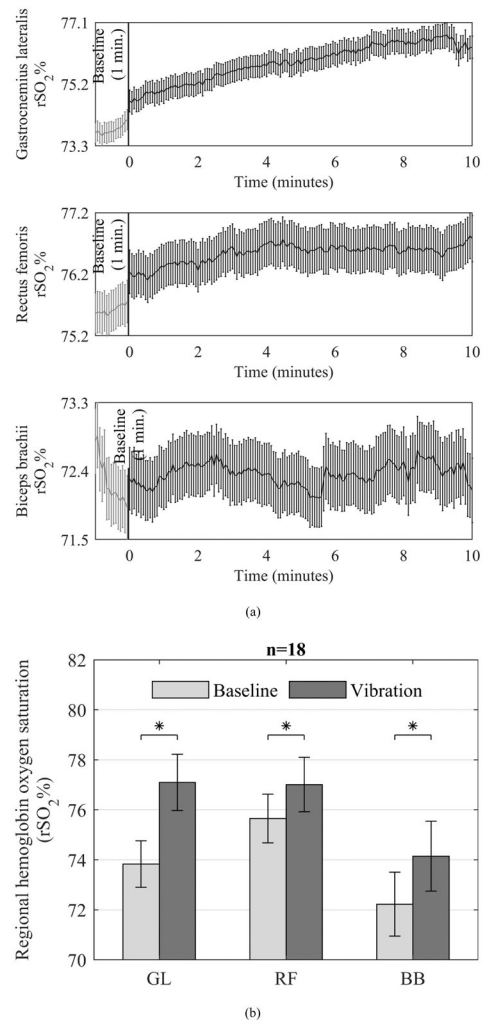 Gastrocnemius lateralis
rSO2%
77.1
75.2
73.3
Baseline
(1 min.)
0
2
4
6
8
10
Time (minutes)
Rectus femoris
rSO2%
77.2
76.2
75.2
Baseline
(1 min.)
0
2
4
6
8
10
Time (minutes)
Biceps brachii
rSO2%
73.3
72.4
71.5
Baseline
(1 min.)
0
2
4
6
8
10
Time (minutes)
(a)
n=18
Regional hemoglobin oxygen saturation
(rSO2%)
82
80
78
76
74
72
70
Baseline
Vibration
*
*
*
GL
RF
BB
(b)